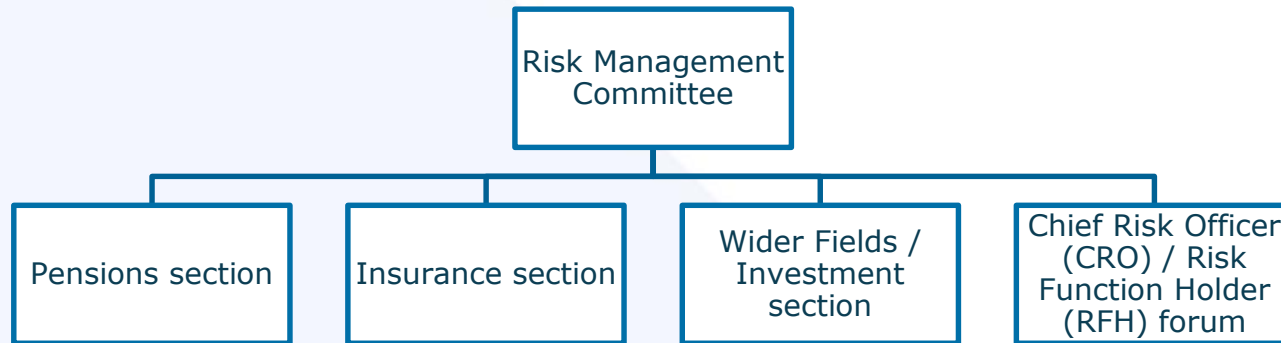 Risk Management
Committee
Pensions section
Insurance section
Wider Fields /
Investment
section
Chief Risk Officer
(CRO) / Risk
Function Holder
(RFH) forum